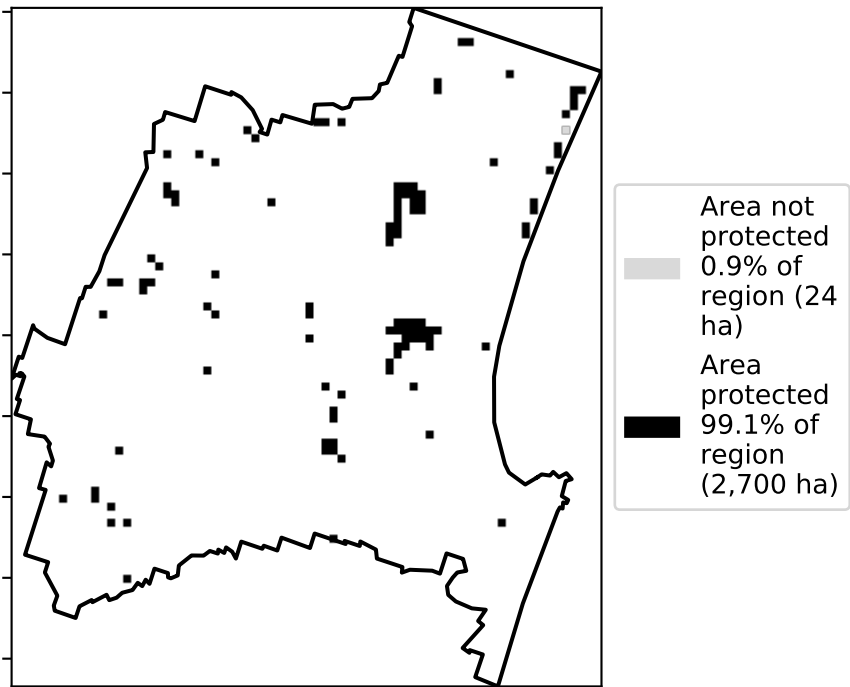 Area not
protected
0.9% of
region (24
ha)
Area
protected
99.1% of
region
(2,700 ha)